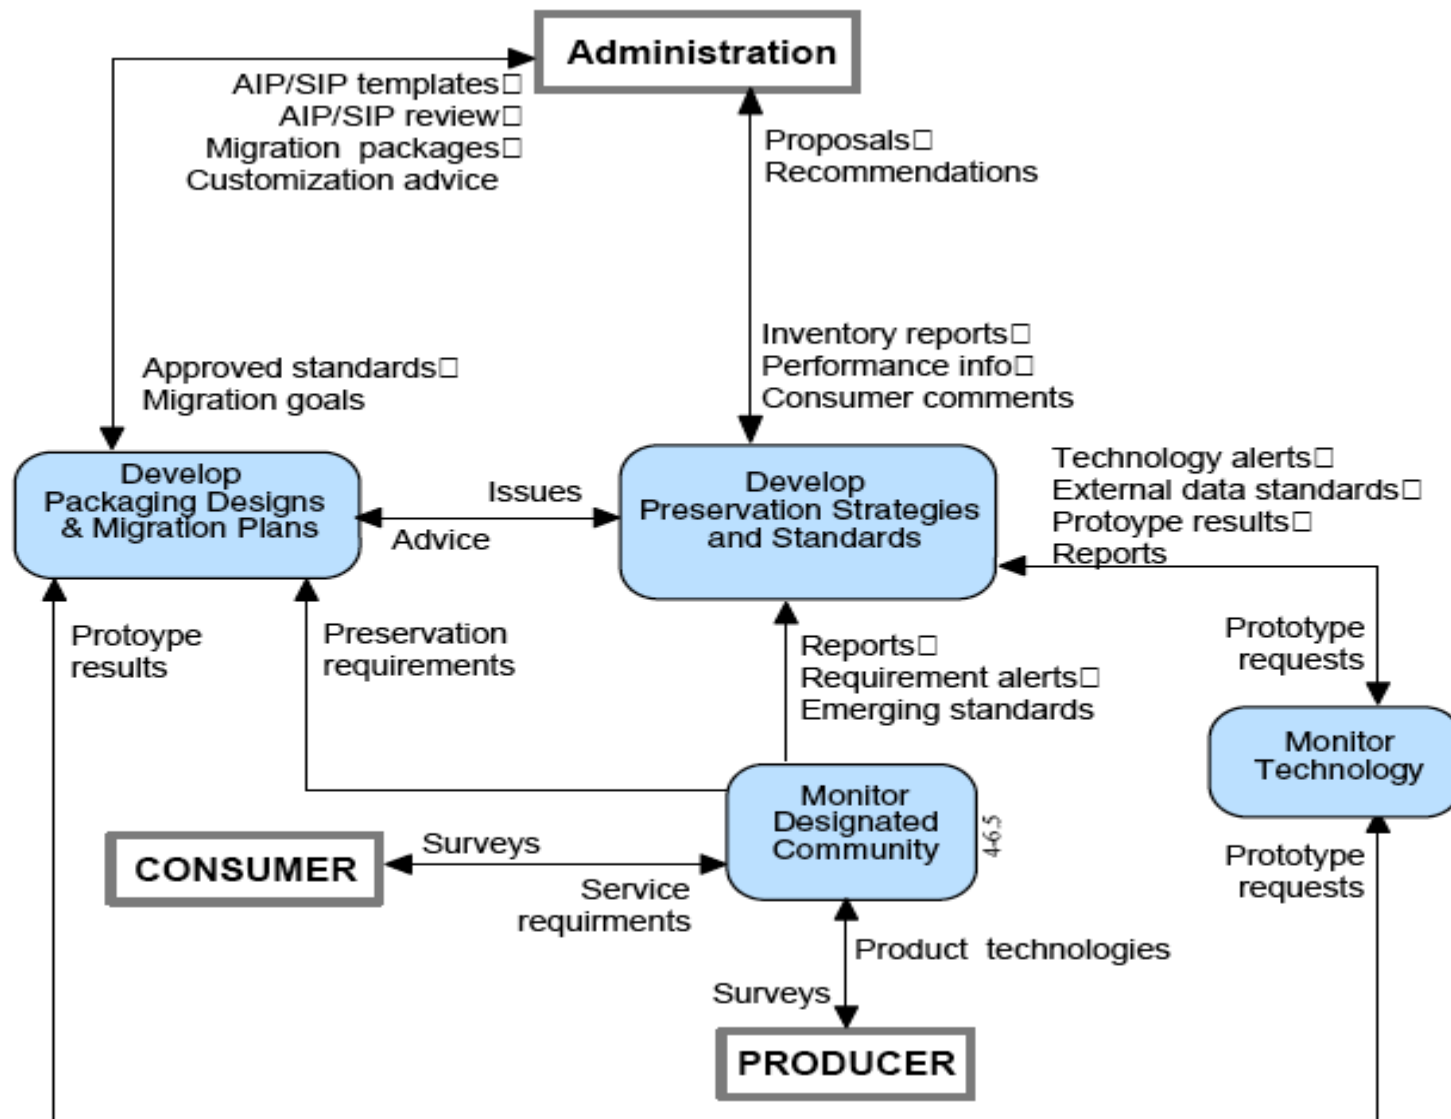 Administration
AIP/SIP templates□
AIP/SIP review□
Migration packages□
Customization advice
Proposals□
Recommendations
Inventory reports□
Performance info□
Consumer comments
Approved standards□
Migration goals
Develop
Packaging Designs
& Migration Plans
Issues
Advice
Develop
Preservation Strategies
and Standards
Technology alerts□
External data standards□
Protoype results□
Reports
Protoype
results
Preservation
requirements
Reports□
Requirement alerts□
Emerging standards
Prototype
requests
Monitor
Technology
Monitor
Designated
Community
4-6.5
CONSUMER
Surveys
Service
requirments
Prototype
requests
Product technologies
Surveys
PRODUCER